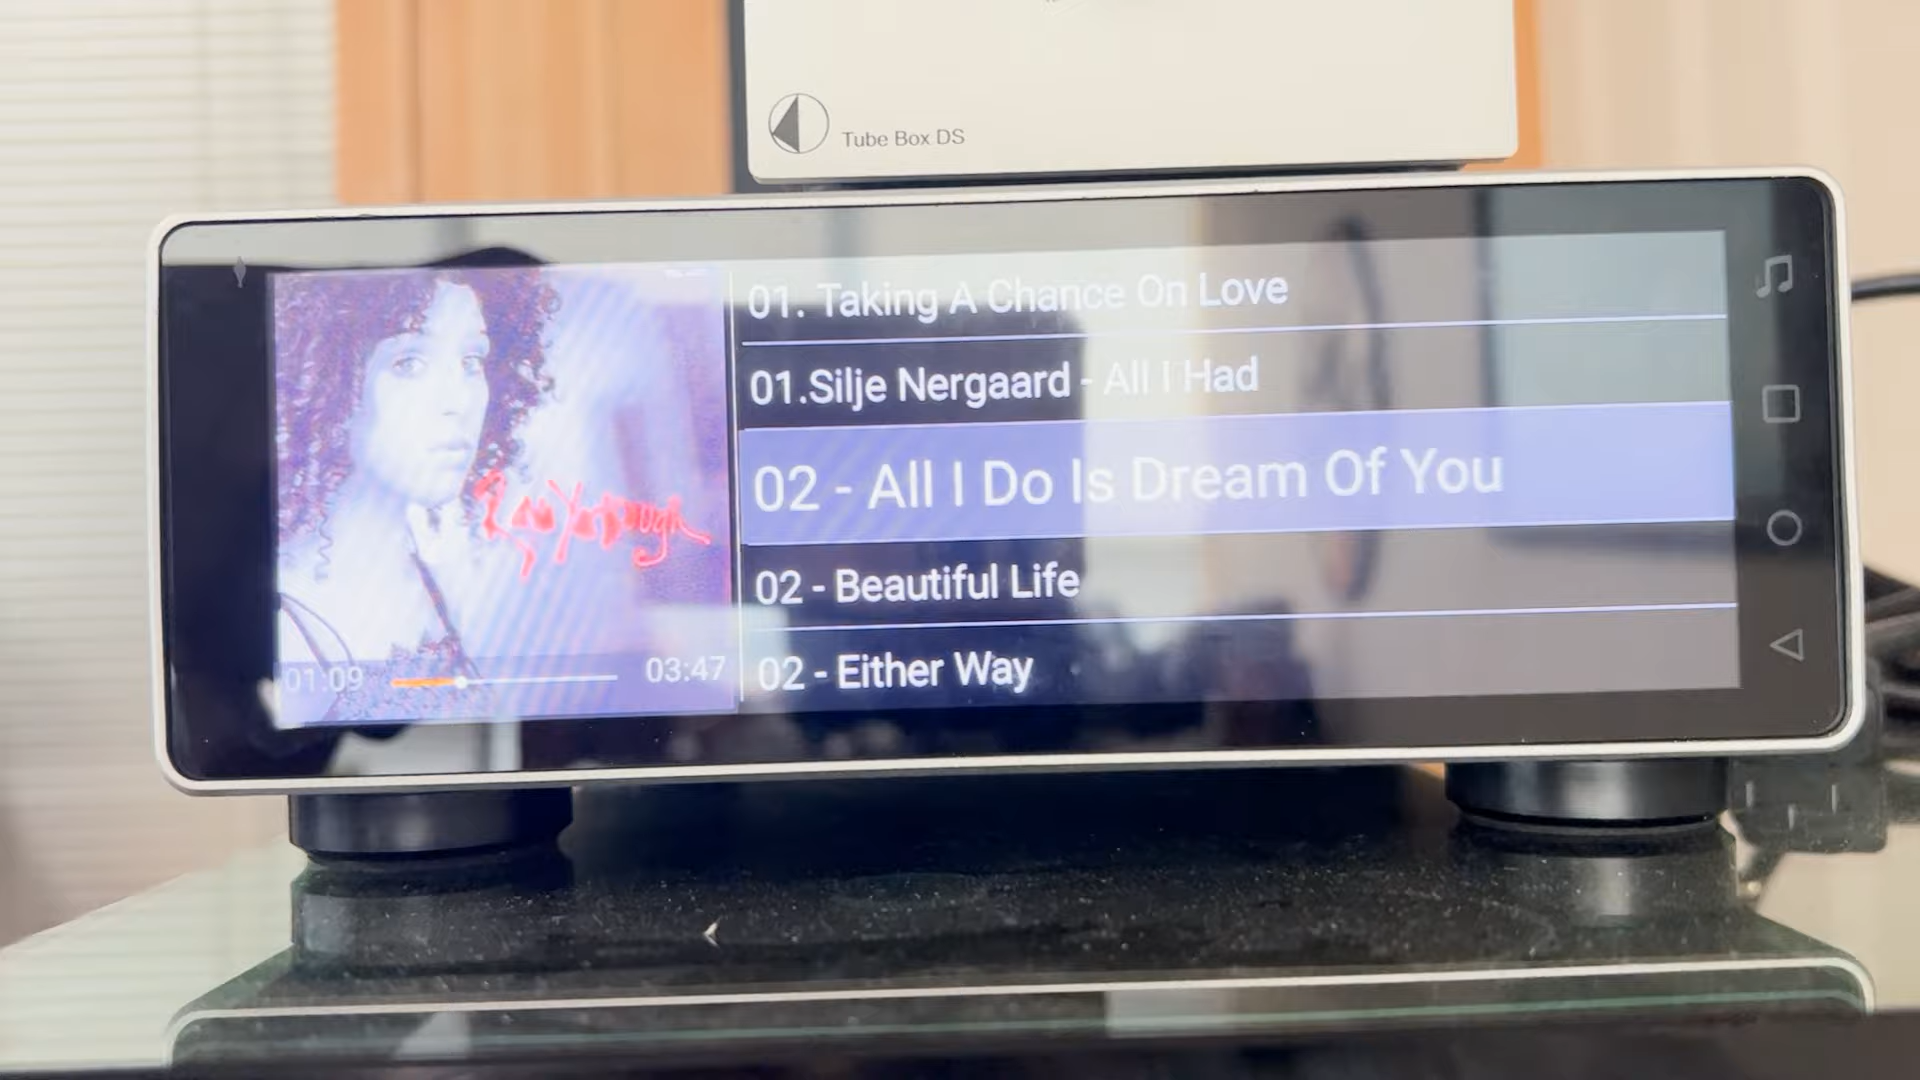 Tube Box DS
01. Taking A Chance On Love
01.Silje Nergaard - All I Had
02 - All I Do Is Dream Of You
02 - Beautiful Life
02 - Either Way
01:09
03:47